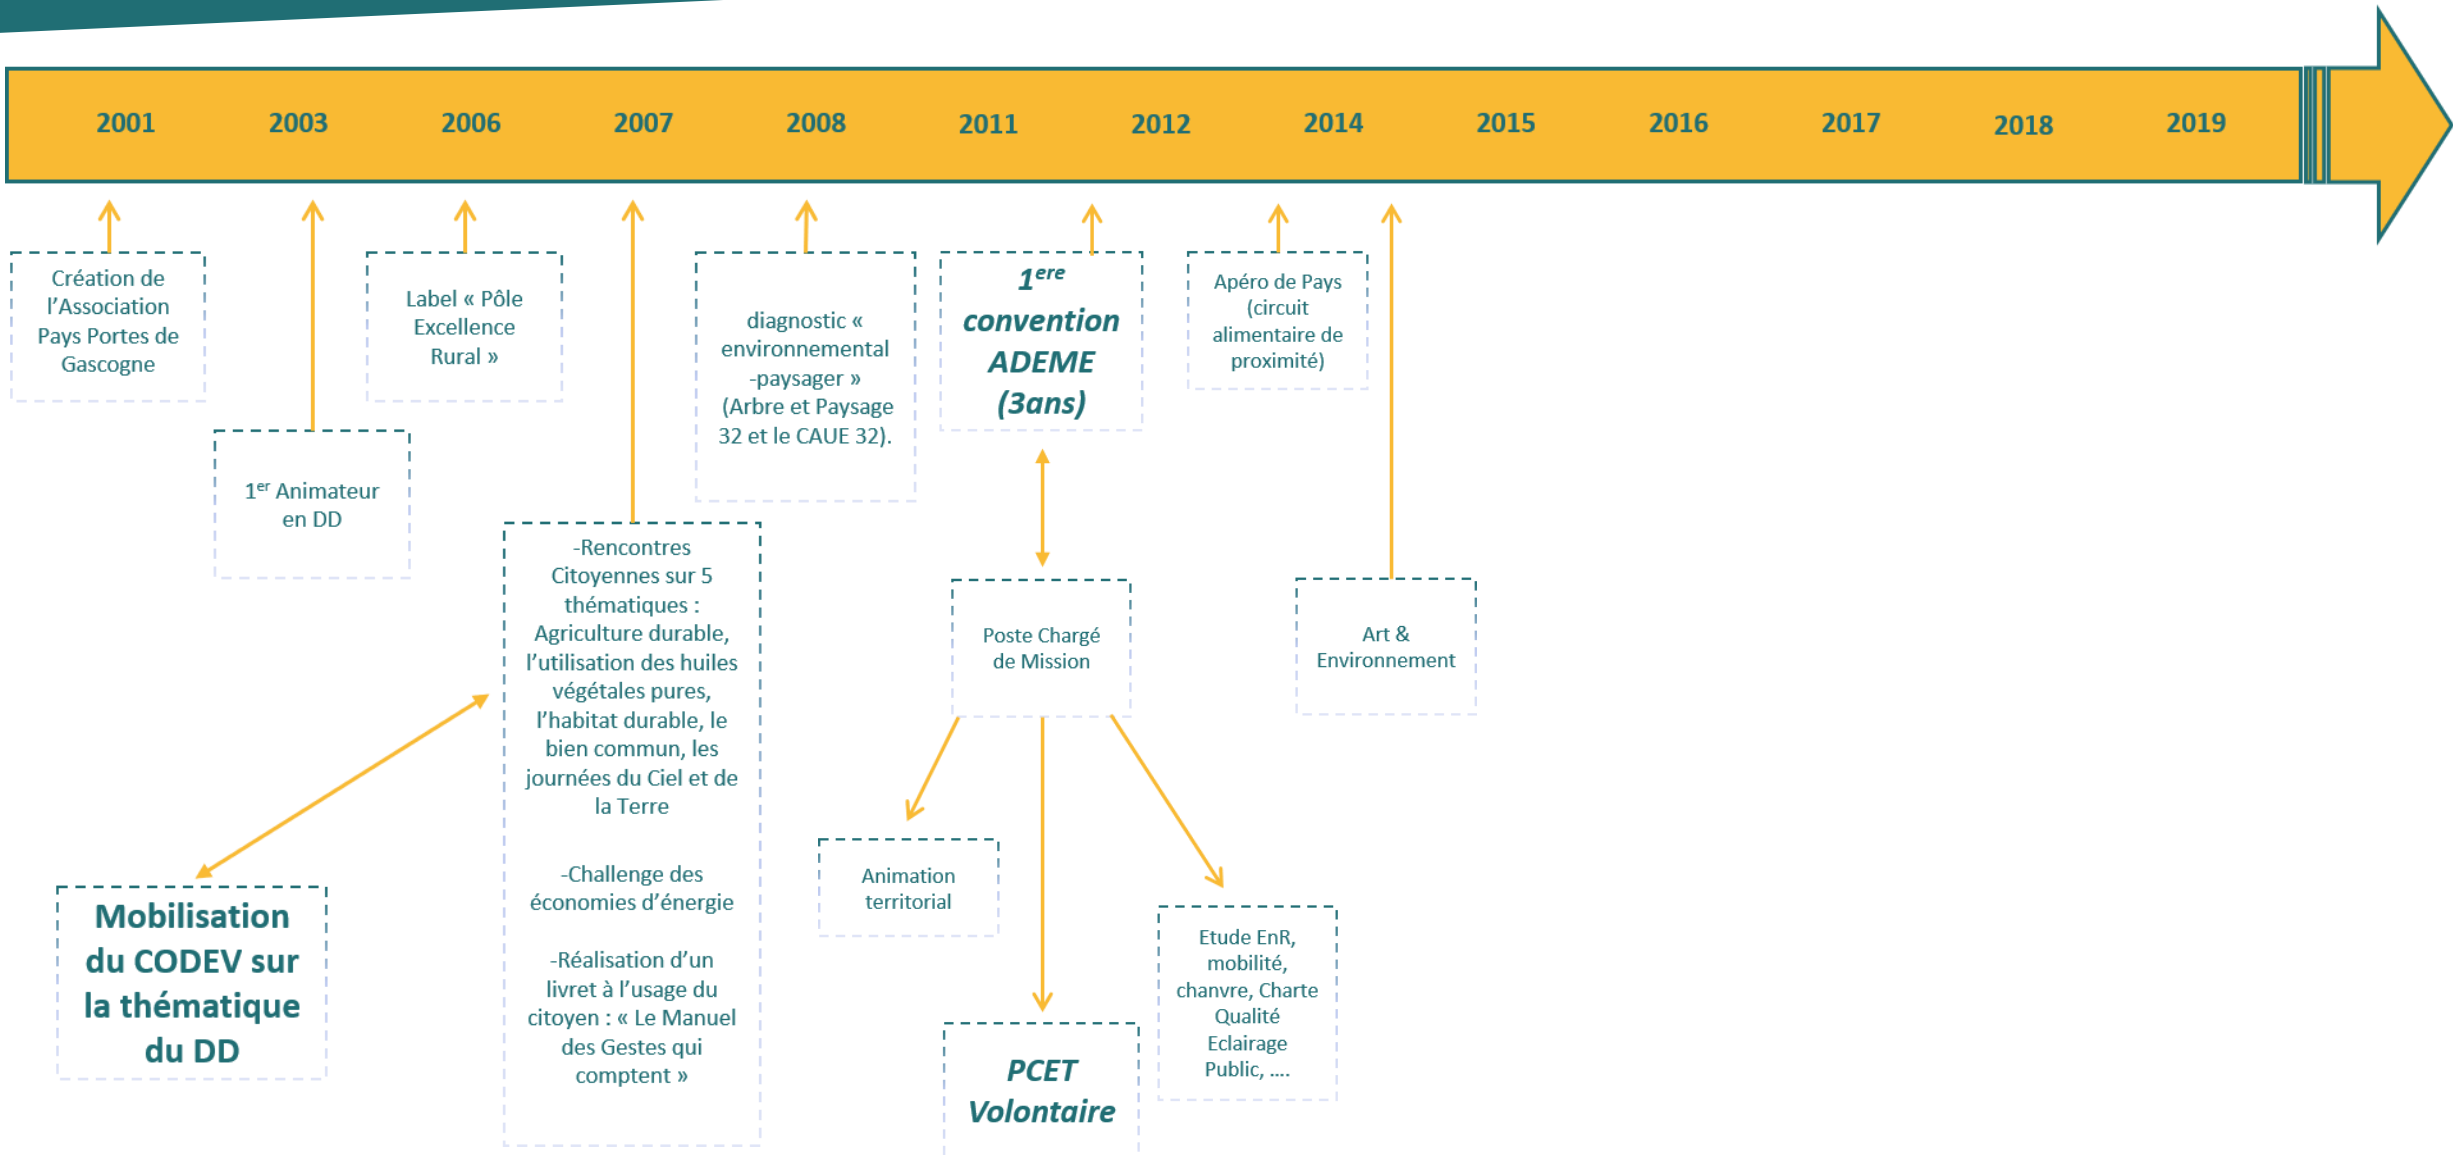 2001 2003 2006 2007 2008 2011 2012 2014 2015 2016 2017 2018 2019
Création de
l’Association
Pays Portes de
Gascogne
1er Animateur
en DD
Label « Pôle
Excellence
Rural »
-Rencontres
Citoyennes sur 5
thématiques :
Agriculture durable,
l’utilisation des huiles
végétales pures,
l’habitat durable, le
bien commun, les
journées du Ciel et de
la Terre
-Challenge des
économies d’énergie
-Réalisation d’un
livret à l’usage du
citoyen : « Le Manuel
des Gestes qui
comptent »
Mobilisation
du CODEV sur
la thématique
du DD
diagnostic «
environnemental
-paysager »
(Arbre et Paysage
32 et le CAUE 32).
1ere
convention
ADEME
(3ans)
Poste Chargé
de Mission
Animation
territorial
PCET
Volontaire
Etude EnR,
mobilité,
chanvre, Charte
Qualité
Eclairage
Public, ....
Apéro de Pays
(circuit
alimentaire de
proximité)
Art &
Environnement